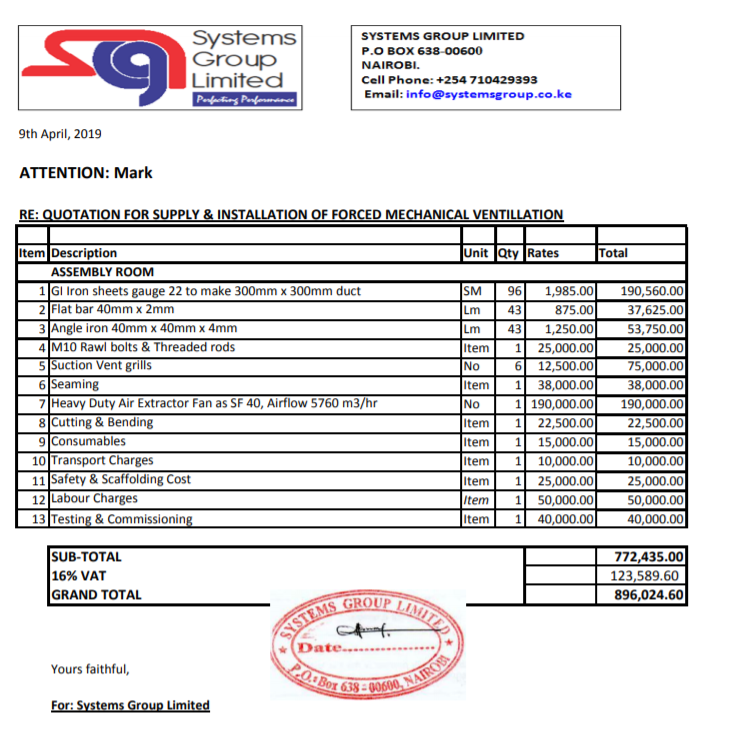 Systems
Group
Limited
Perfecting Performance
SYSTEMS GROUP LIMITED
P.O BOX 638-00600
NAIROBI.
Cell Phone: +254 710429393
Email: info@systemsgroup.co.ke
9th April, 2019
ATTENTION: Mark
RE: QUOTATION FOR SUPPLY & INSTALLATION OF FORCED MECHANICAL VENTILLATION
Item Description Unit Qty Rates Total
ASSEMBLY ROOM
1 GI Iron sheets gauge 22 to make 300mm x 300mm duct SM 96 1,985.00 190,560.00
2 Flat bar 40mm x 2mm Lm 43 875.00 37,625.00
3 Angle iron 40mm x 40mm x 4mm Lm 43 1,250.00 53,750.00
4 M10 Rawl bolts & Threaded rods Item 1 25,000.00 25,000.00
5 Suction Vent grills No 6 12,500.00 75,000.00
6 Seaming Item 1 38,000.00 38,000.00
7 Heavy Duty Air Extractor Fan as SF 40, Airflow 5760 m3/hr No 1 190,000.00 190,000.00
8 Cutting & Bending Item 1 22,500.00 22,500.00
9 Consumables Item 1 15,000.00 15,000.00
10 Transport Charges Item 1 10,000.00 10,000.00
11 Safety & Scaffolding Cost Item 1 25,000.00 25,000.00
12 Labour Charges Item 1 50,000.00 50,000.00
13 Testing & Commissioning Item 1 40,000.00 40,000.00
SUB-TOTAL 772,435.00
16% VAT 123,589.60
GRAND TOTAL 896,024.60
SYSTEMS GROUP LIMITED
Date..................
P.O. Box 638 - 00600, NAIROBI
Yours faithful,
For: Systems Group Limited